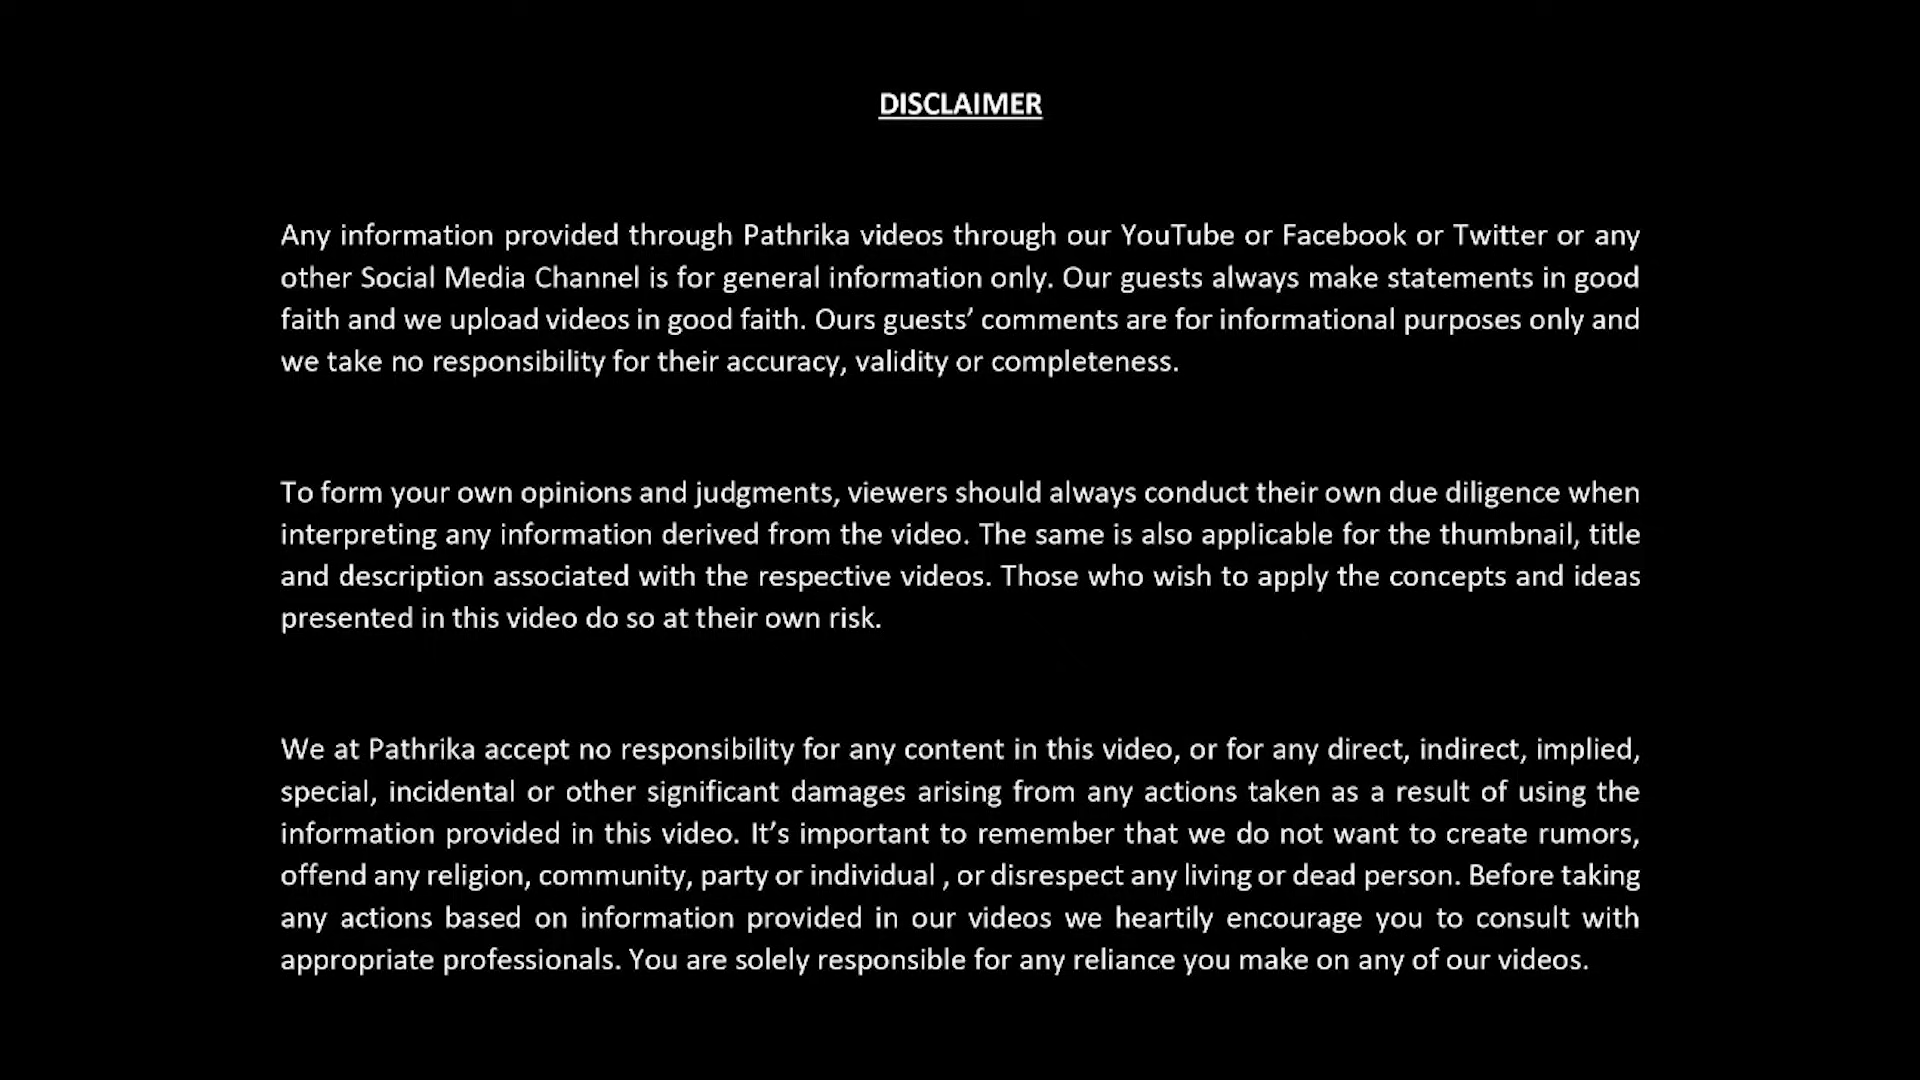 DISCLAIMER
Any information provided through Pathrika videos through our YouTube or Facebook or Twitter or any
other Social Media Channel is for general information only. Our guests always make statements in good
faith and we upload videos in good faith. Ours guests’ comments are for informational purposes only and
we take no responsibility for their accuracy, validity or completeness.
To form your own opinions and judgments, viewers should always conduct their own due diligence when
interpreting any information derived from the video. The same is also applicable for the thumbnail, title
and description associated with the respective videos. Those who wish to apply the concepts and ideas
presented in this video do so at their own risk.
We at Pathrika accept no responsibility for any content in this video, or for any direct, indirect, implied,
special, incidental or other significant damages arising from any actions taken as a result of using the
information provided in this video. It’s important to remember that we do not want to create rumors,
offend any religion, community, party or individual , or disrespect any living or dead person. Before taking
any actions based on information provided in our videos we heartily encourage you to consult with
appropriate professionals. You are solely responsible for any reliance you make on any of our videos.